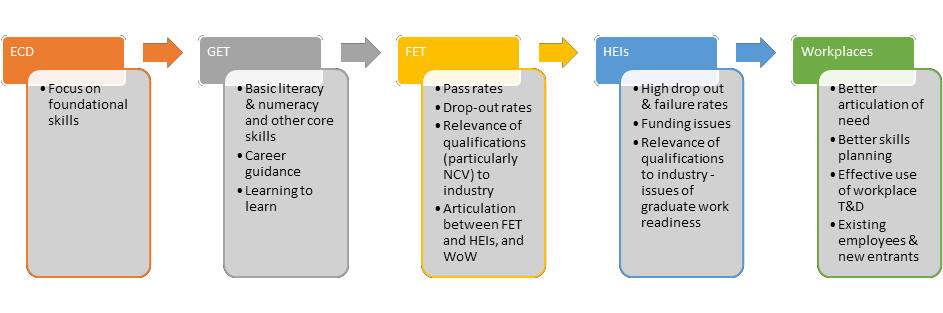 ECD
• Focus on
foundational
skills
GET
• Basic literacy
& numeracy
and other core
skills
• Career
guidance
• Learning to
learn
FET
• Pass rates
• Drop-out rates
• Relevance of
qualifications
(particularly
NCV) to
industry
• Articulation
between FET
and HEIs, and
WoW
HEIs
• High drop out
& failure rates
• Funding issues
• Relevance of
qualifications
to industry -
issues of
graduate work
readiness
Workplaces
• Better
articulation of
need
• Better skills
planning
• Effective use
of workplace
T&D
• Existing
employees &
new entrants